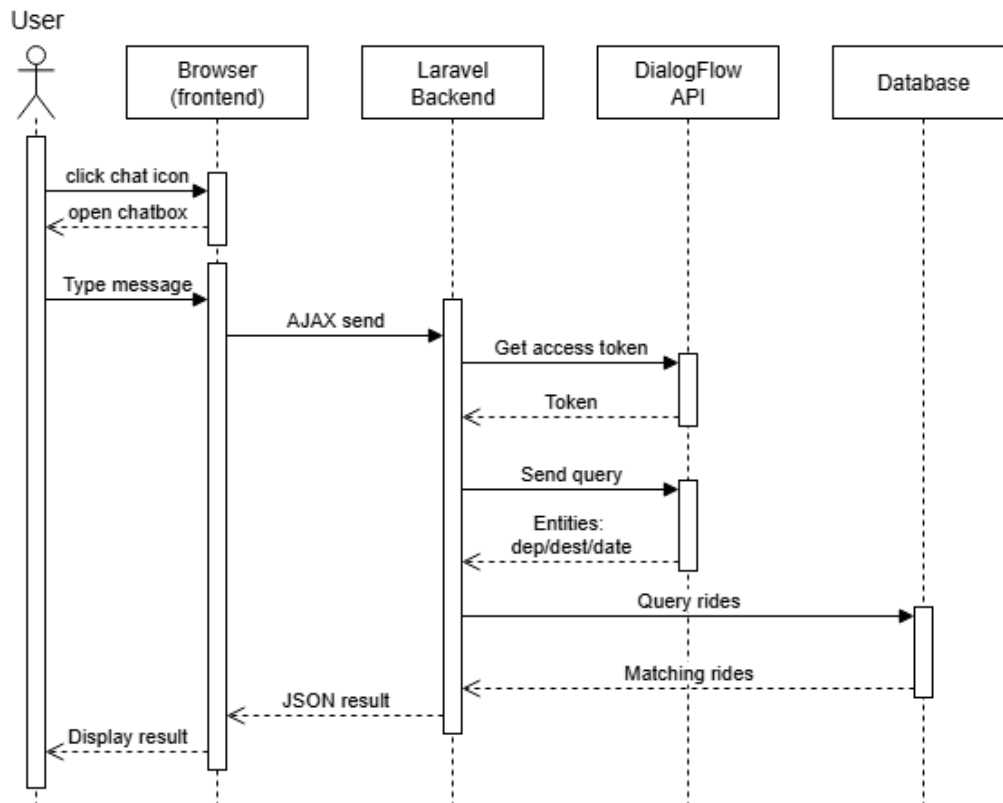 User
Browser
(frontend)
Laravel
Backend
DialogFlow
API
Database
click chat icon
open chatbox
Type message
AJAX send
Get access token
Token
Send query
Entities:
dep/dest/date
Query rides
Matching rides
JSON result
Display result